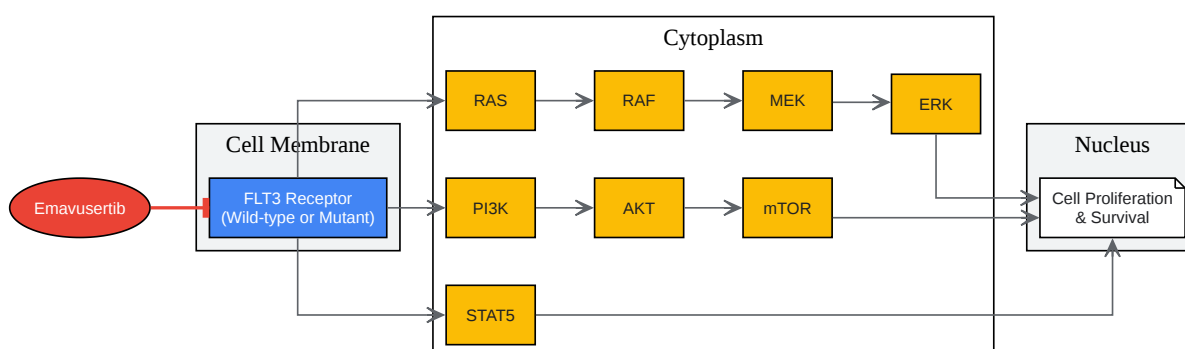 Cytoplasm
RAS
RAF
MEK
ERK
Cell Membrane
Nucleus
Emavusertib
FLT3 Receptor
(Wild-type or Mutant)
PI3K
AKT
mTOR
Cell Proliferation
& Survival
STAT5